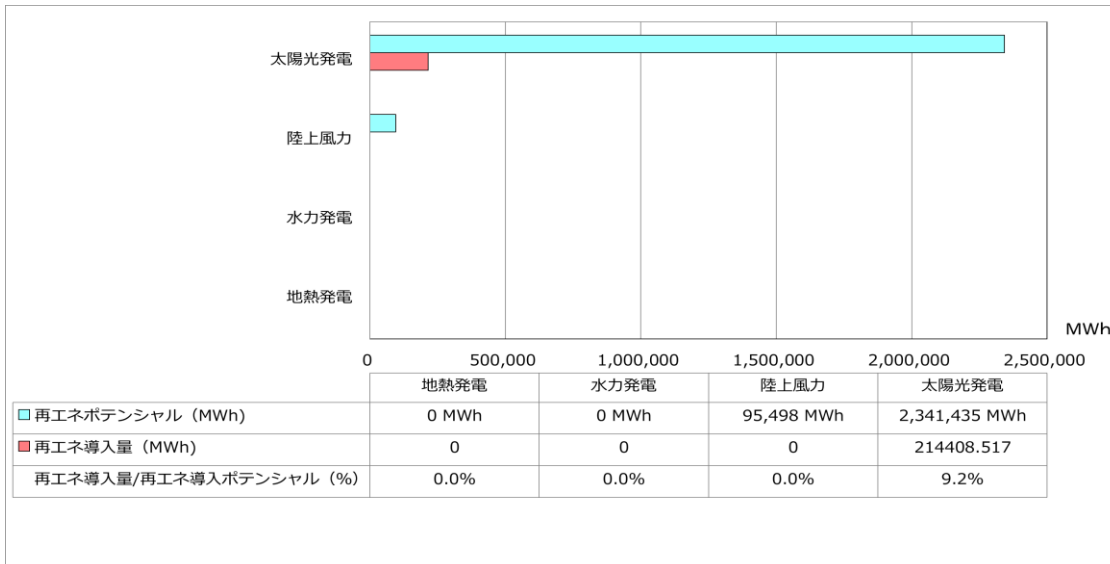 太陽光発電
陸上風力
水力発電
地熱発電
MWh
0 500,000 1,000,000 1,500,000 2,000,000 2,500,000
地熱発電 水力発電 陸上風力 太陽光発電
再エネポテンシャル（MWh) 0 MWh 0 MWh 95,498 MWh 2,341,435 MWh
再エネ導入量（MWh) 0 0 0 214408.517
再エネ導入量/再エネ導入ポテンシャル（%） 0.0% 0.0% 0.0% 9.2%